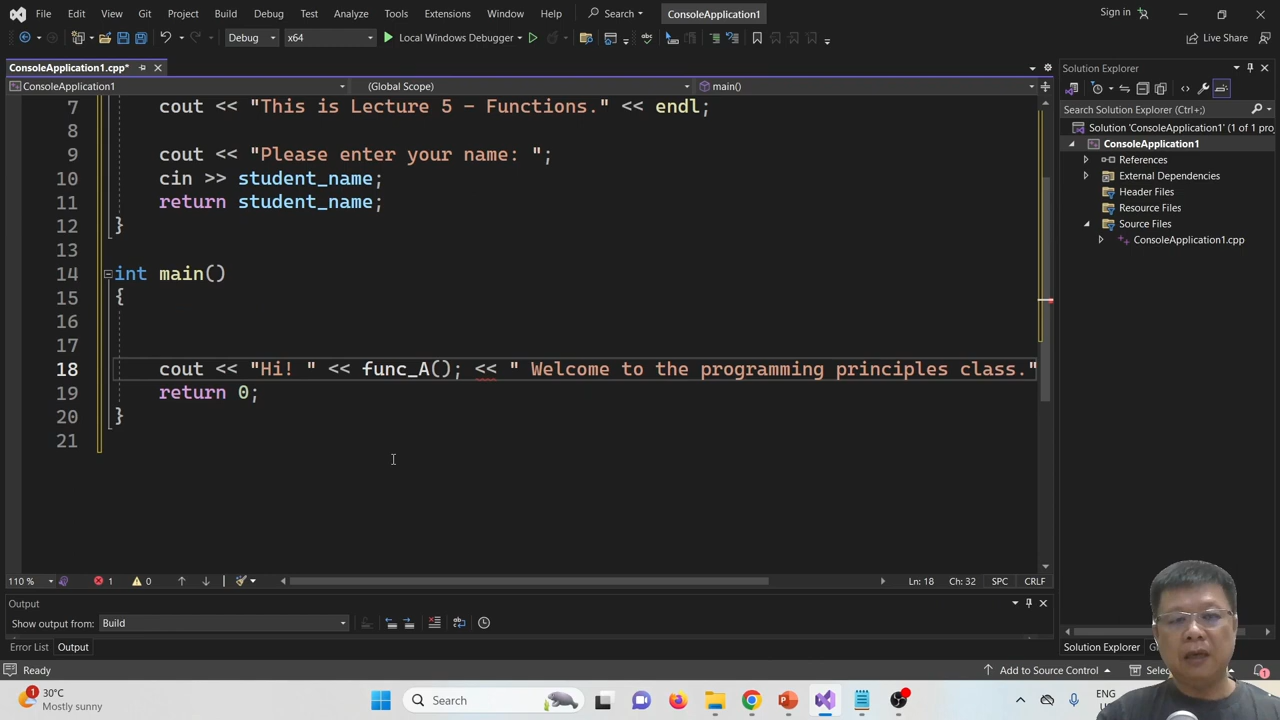 File Edit View Git Project Build Debug Test Analyze Tools Extensions Window Help Search ConsoleApplication1 Sign in
Debug x64 Local Windows Debugger Live Share
ConsoleApplication1.cpp*
ConsoleApplication1 (Global Scope) main()
7 cout << "This is Lecture 5 - Functions." << endl;
8
9 cout << "Please enter your name: ";
10 cin >> student_name;
11 return student_name;
12 }
13
14 int main()
15 {
16
17
18 cout << "Hi! " << func_A(); << " Welcome to the programming principles class."
19 return 0;
20 }
21
110 % 1 0 Ln: 18 Ch: 32 SPC CRLF
Output
Show output from: Build
Error List Output
Ready
Solution Explorer
Search Solution Explorer (Ctrl+;)
Solution 'ConsoleApplication1' (1 of 1 pro
ConsoleApplication1
References
External Dependencies
Header Files
Resource Files
Source Files
ConsoleApplication1.cpp
Solution Explorer
Add to Source Control
1
1
30°C
Mostly sunny
Search
ENG